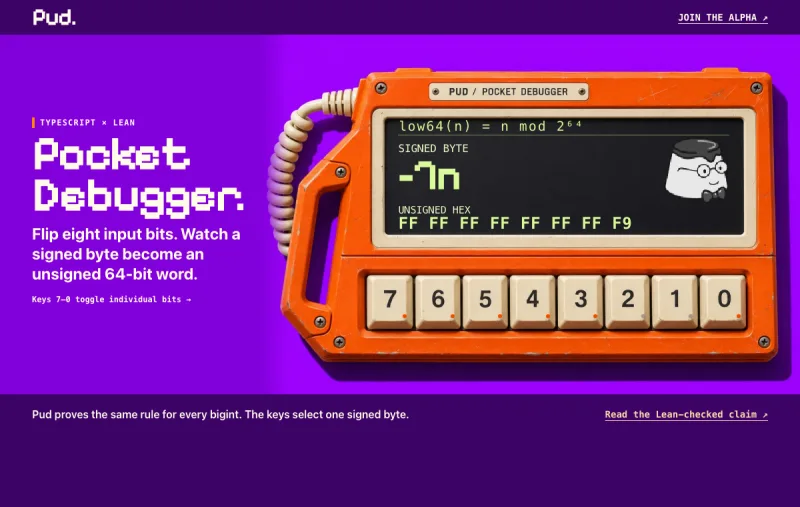 Pud.
JOIN THE ALPHA ↗
TYPESCRIPT × LEAN
Pocket
Debugger.
Flip eight input bits. Watch a
signed byte become an
unsigned 64-bit word.
Keys 7–0 toggle individual bits →
PUD / POCKET DEBUGGER
low64(n) = n mod 2⁶⁴
SIGNED BYTE
-7n
UNSIGNED HEX
FF FF FF FF FF FF FF F9
7 6 5 4 3 2 1 0
Pud proves the same rule for every bigint. The keys select one signed byte.
Read the Lean-checked claim ↗